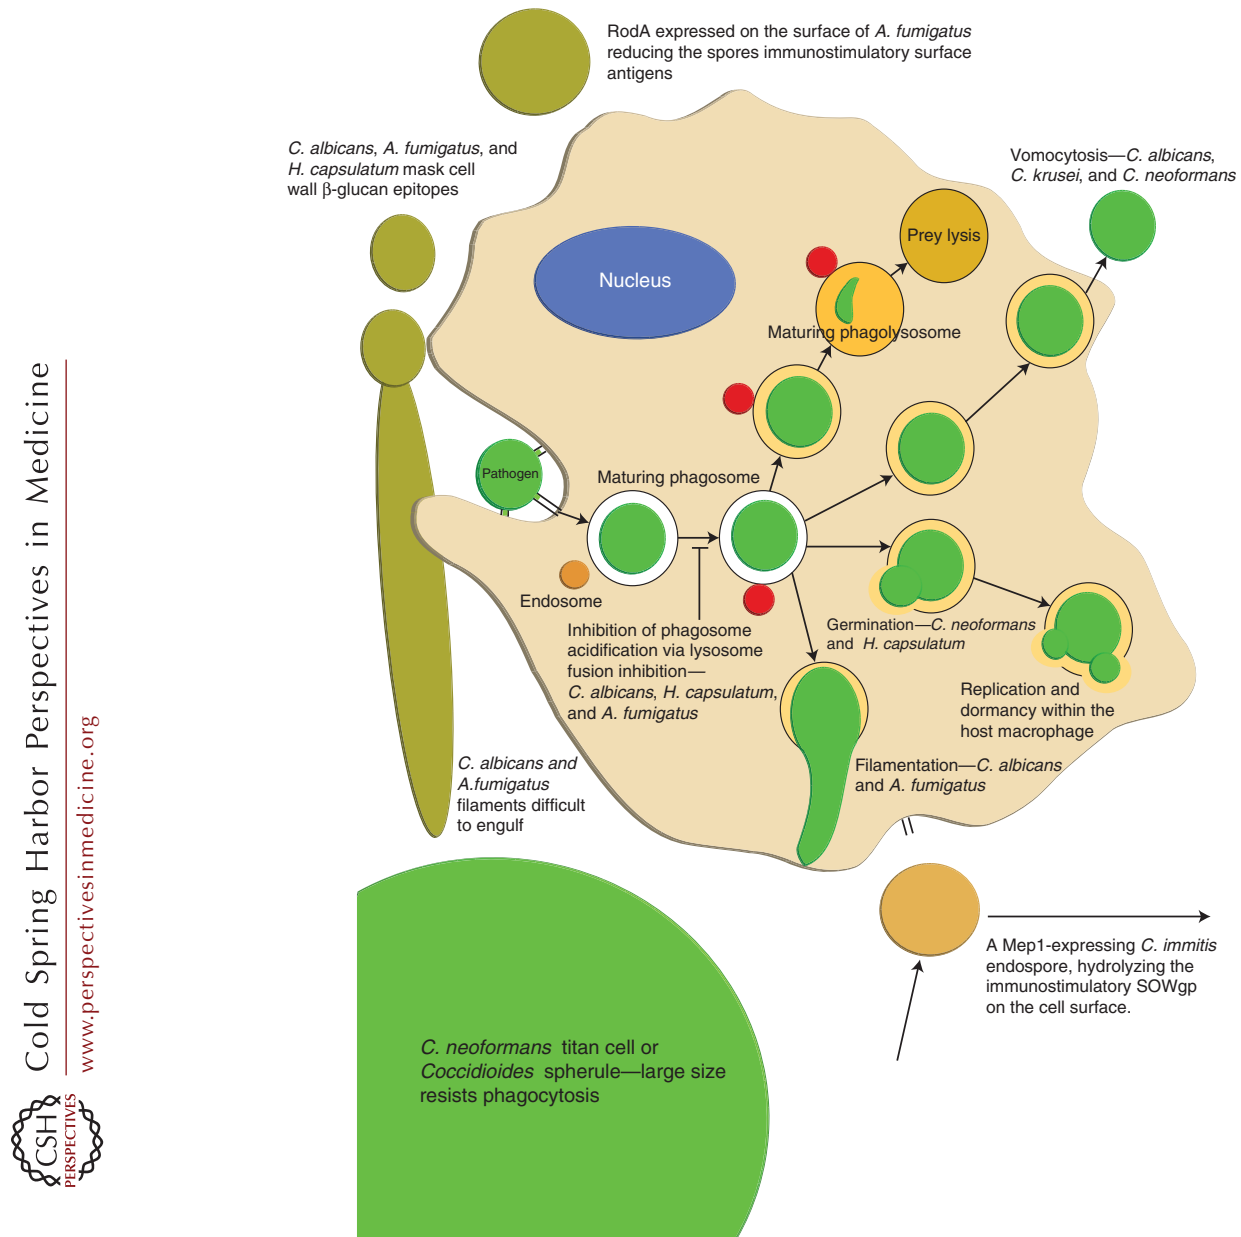 RodA expressed on the surface of A. fumigatus
reducing the spores immunostimulatory surface
antigens
C. albicans, A. fumigatus, and
H. capsulatum mask cell
wall β-glucan epitopes
Vomocytosis—C. albicans,
C. krusei, and C. neoformans
Prey lysis
Nucleus
Maturing phagolysosome
Pathogen
Maturing phagosome
Endosome
Inhibition of phagosome
acidification via lysosome
fusion inhibition—
C. albicans, H. capsulatum,
and A. fumigatus
Germination—C. neoformans
and H. capsulatum
Replication and
dormancy within the
host macrophage
Filamentation—C. albicans
and A. fumigatus
C. albicans and
A.fumigatus
filaments difficult
to engulf
A Mep1-expressing C. immitis
endospore, hydrolyzing the
immunostimulatory SOWgp
on the cell surface.
C. neoformans titan cell or
Coccidioides spherule—large size
resists phagocytosis
Cold Spring Harbor Perspectives in Medicine
www.perspectivesinmedicine.org
CSH
PERSPECTIVES